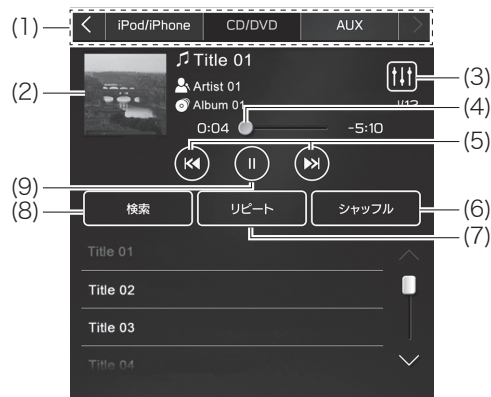 (1) iPod/iPhone CD/DVD AUX
(2) Title 01 (3)
Artist 01
Album 01 (4)
0:04 -5:10 (5)
(9)
(8) 検索 リピート シャッフル (6)
(7)
Title 01
Title 02
Title 03
Title 04